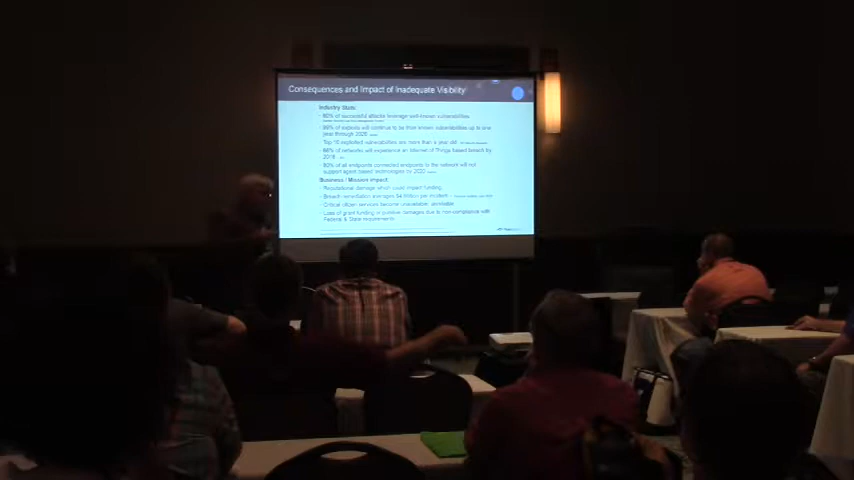 Consequences and Impact of Inadequate Visibility
Industry Stats:
80% of successful attacks leverage well-known vulnerabilities
99% of exploits will continue to be from known vulnerabilities up to one
year through 2020
Top 10 exploited vulnerabilities are more than a year old
66% of networks will experience an Internet of Things based breach by
2018
90% of all endpoints connected endpoints to the network will not
support agent based technologies by 2020
Business / Mission Impact:
Reputational damage which could impact funding
Breach remediation averages $4 Million per incident
Critical citizen services become unavailable, unreliable
Loss of grant funding or punitive damages due to non-compliance with
Federal & State requirements